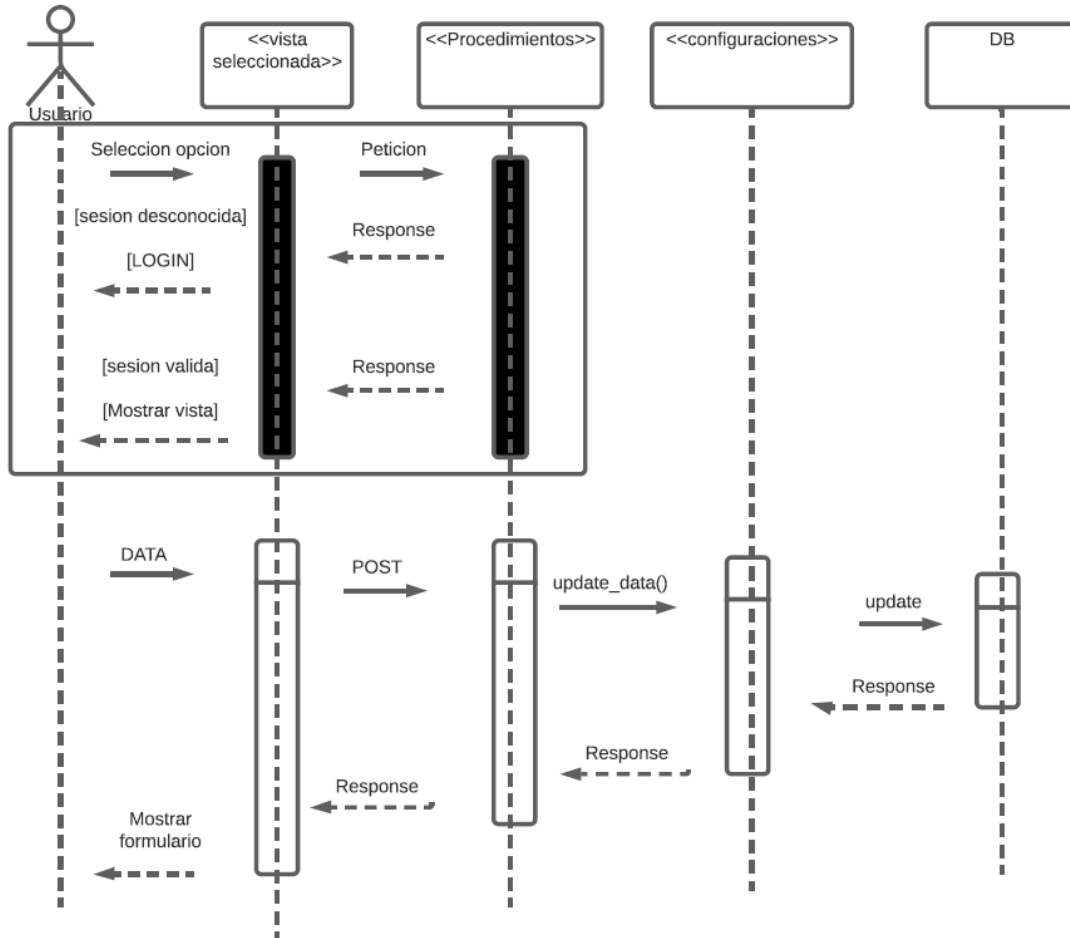 <<vista
seleccionada>>
<<Procedimientos>>
<<configuraciones>>
DB
Usuario
Seleccion opcion
Peticion
[sesion desconocida]
Response
[LOGIN]
[sesion valida]
Response
[Mostrar vista]
DATA
POST
update_data()
update
Response
Response
Response
Mostrar
formulario